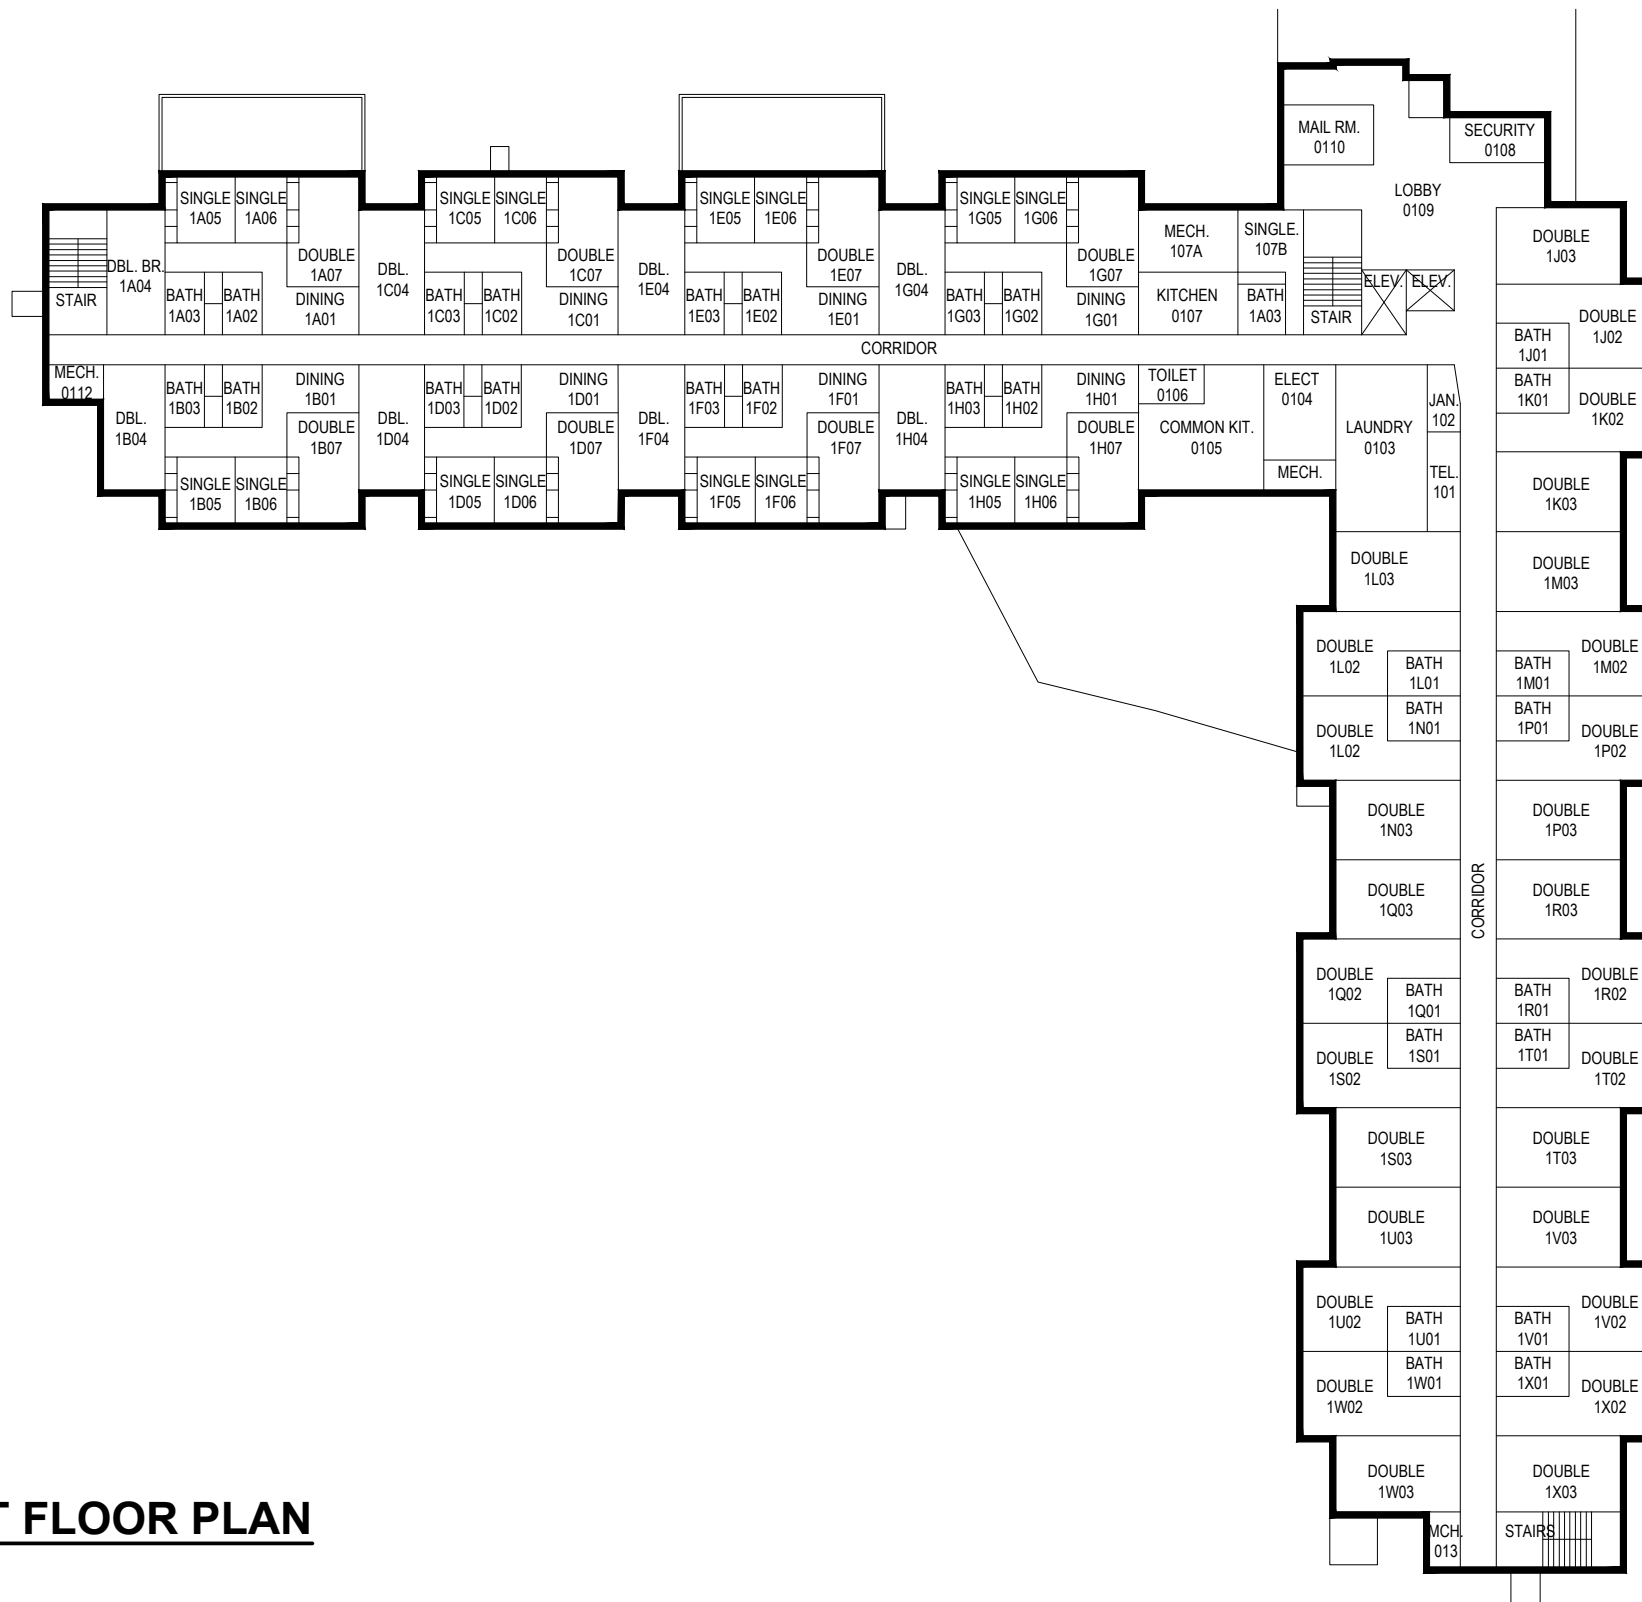 MAIL RM.
0110
SECURITY
0108
LOBBY
0109
SINGLE
1A05
SINGLE
1A06
SINGLE
1C05
SINGLE
1C06
SINGLE
1E05
SINGLE
1E06
SINGLE
1G05
SINGLE
1G06
MECH.
107A
SINGLE.
107B
DOUBLE
1J03
DBL. BR.
1A04
DOUBLE
1A07
DBL.
1C04
DOUBLE
1C07
DBL.
1E04
DOUBLE
1E07
DBL.
1G04
DOUBLE
1G07
STAIR
BATH
1A03
BATH
1A02
DINING
1A01
BATH
1C03
BATH
1C02
DINING
1C01
BATH
1E03
BATH
1E02
DINING
1E01
BATH
1G03
BATH
1G02
DINING
1G01
KITCHEN
0107
BATH
1A03
STAIR
ELEV.
ELEV.
DOUBLE
1J02
BATH
1J01
CORRIDOR
MECH.
0112
BATH
1B03
BATH
1B02
DINING
1B01
BATH
1D03
BATH
1D02
DINING
1D01
BATH
1F03
BATH
1F02
DINING
1F01
BATH
1H03
BATH
1H02
DINING
1H01
TOILET
0106
ELECT
0104
BATH
1K01
DOUBLE
1K02
JAN.
102
DBL.
1B04
DOUBLE
1B07
DBL.
1D04
DOUBLE
1D07
DBL.
1F04
DOUBLE
1F07
DBL.
1H04
DOUBLE
1H07
COMMON KIT.
0105
LAUNDRY
0103
MECH.
TEL.
101
SINGLE
1B05
SINGLE
1B06
SINGLE
1D05
SINGLE
1D06
SINGLE
1F05
SINGLE
1F06
SINGLE
1H05
SINGLE
1H06
DOUBLE
1K03
DOUBLE
1L03
DOUBLE
1M03
DOUBLE
1L02
BATH
1L01
BATH
1M01
DOUBLE
1M02
DOUBLE
1L02
BATH
1N01
BATH
1P01
DOUBLE
1P02
DOUBLE
1N03
DOUBLE
1P03
CORRIDOR
DOUBLE
1Q03
DOUBLE
1R03
DOUBLE
1Q02
BATH
1Q01
BATH
1R01
DOUBLE
1R02
DOUBLE
1S02
BATH
1S01
BATH
1T01
DOUBLE
1T02
DOUBLE
1S03
DOUBLE
1T03
DOUBLE
1U03
DOUBLE
1V03
DOUBLE
1U02
BATH
1U01
BATH
1V01
DOUBLE
1V02
DOUBLE
1W02
BATH
1W01
BATH
1X01
DOUBLE
1X02
DOUBLE
1W03
DOUBLE
1X03
MCH.
013
STAIRS
T FLOOR PLAN